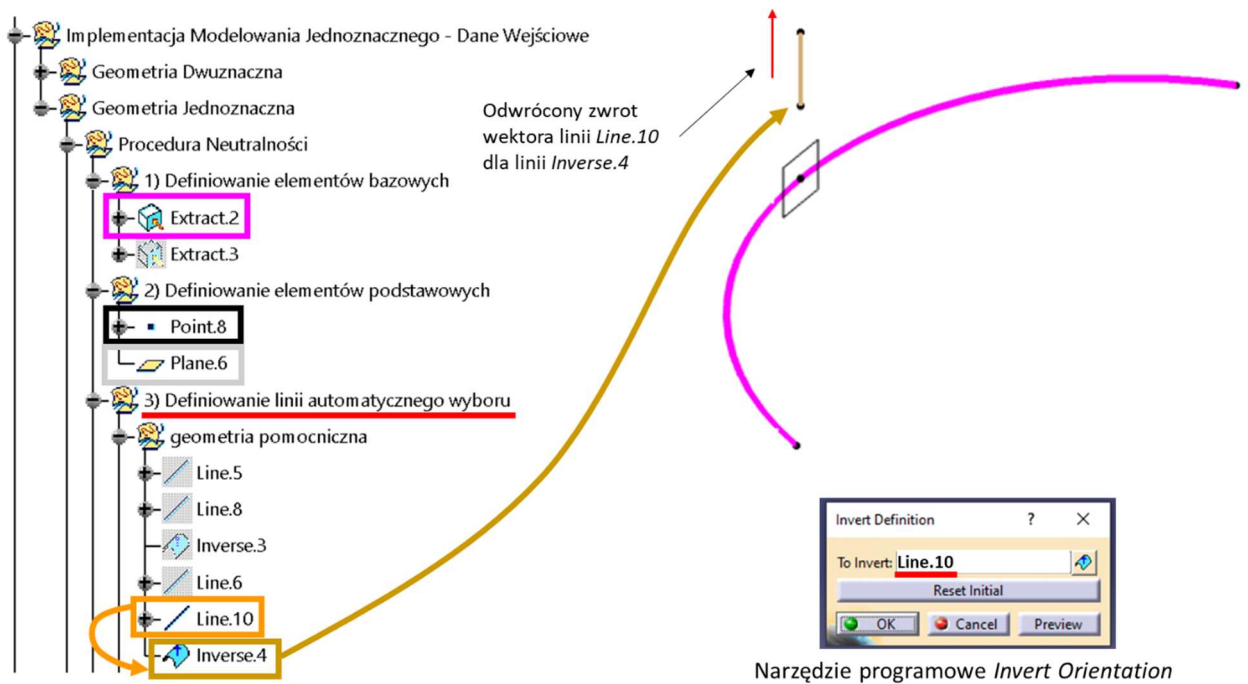 Implementacja Modelowania Jednoznacznego - Dane Wejściowe
Geometria Dwuznaczna
Geometria Jednoznaczna
Procedura Neutralności
1) Definiowanie elementów bazowych
Extract.2
Extract.3
2) Definiowanie elementów podstawowych
Point.8
Plane.6
3) Definiowanie linii automatycznego wyboru
geometria pomocniczna
Line.5
Line.8
Inverse.3
Line.6
Line.10
Inverse.4
Odwrócony zwrot
wektora linii Line.10
dla linii Inverse.4
Invert Definition ? X
To Invert: Line.10
Reset Initial
OK Cancel Preview
Narzędzie programowe Invert Orientation